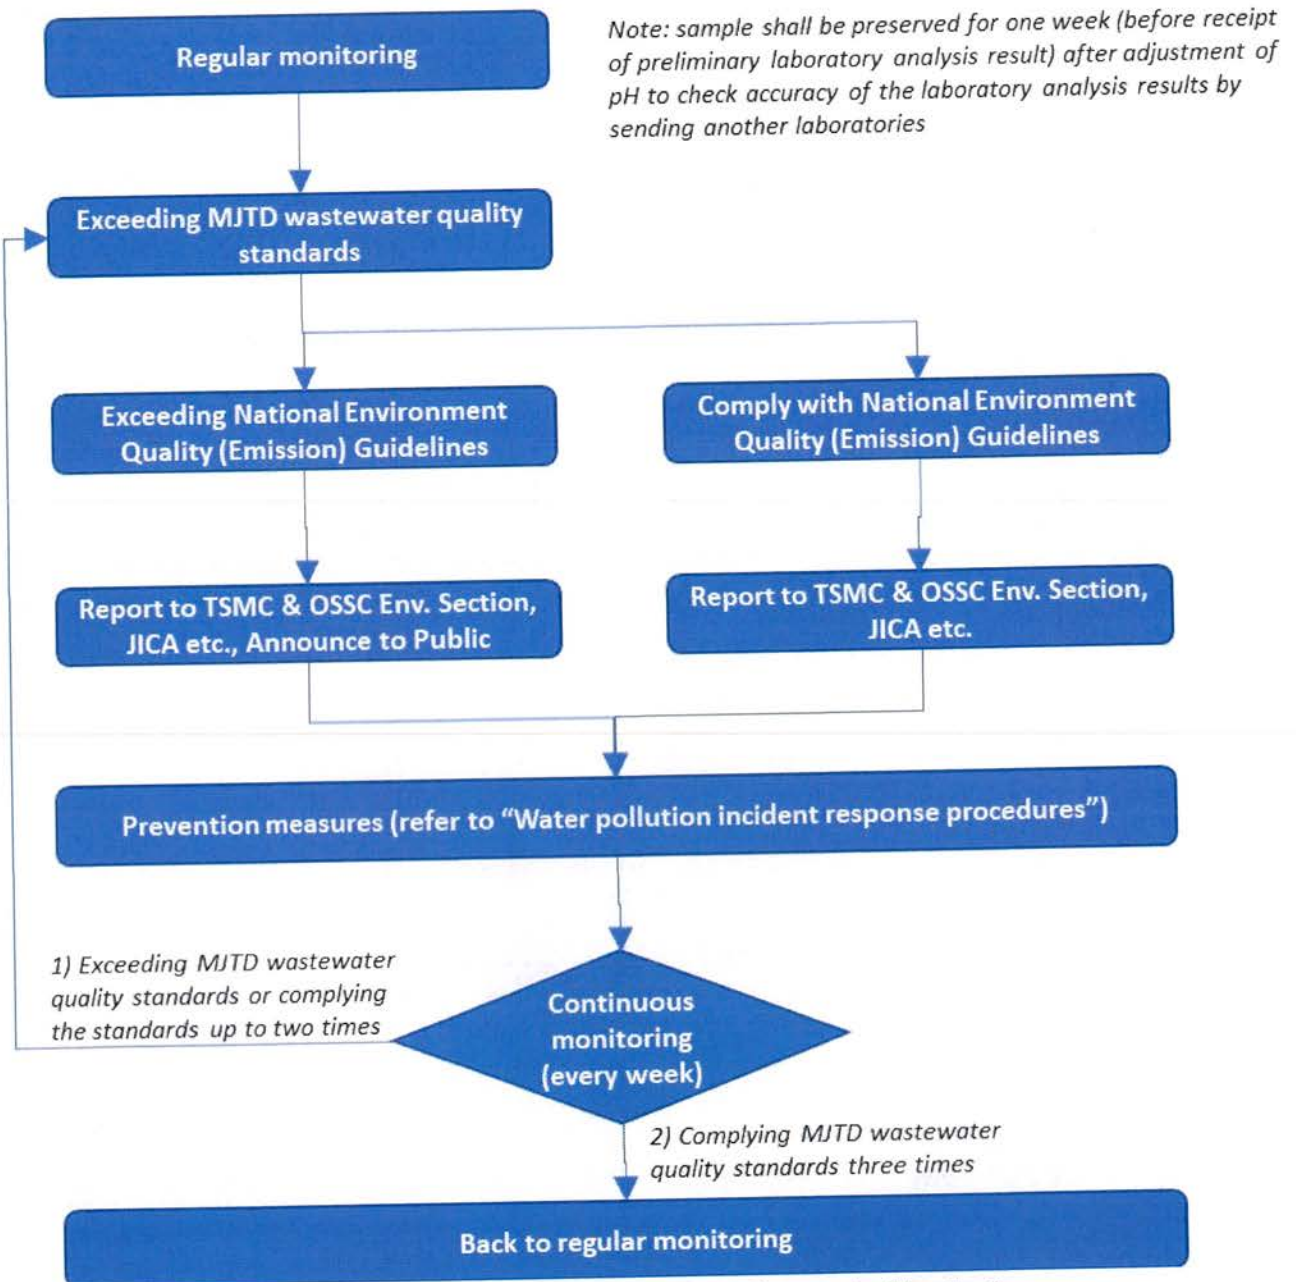 Regular monitoring
Note: sample shall be preserved for one week (before receipt
of preliminary laboratory analysis result) after adjustment of
pH to check accuracy of the laboratory analysis results by
sending another laboratories
Exceeding MJTD wastewater quality
standards
Exceeding National Environment
Quality (Emission) Guidelines
Comply with National Environment
Quality (Emission) Guidelines
Report to TSMC & OSSC Env. Section,
JICA etc., Announce to Public
Report to TSMC & OSSC Env. Section,
JICA etc.
Prevention measures (refer to “Water pollution incident response procedures”)
1) Exceeding MJTD wastewater
quality standards or complying
the standards up to two times
Continuous
monitoring
(every week)
2) Complying MJTD wastewater
quality standards three times
Back to regular monitoring